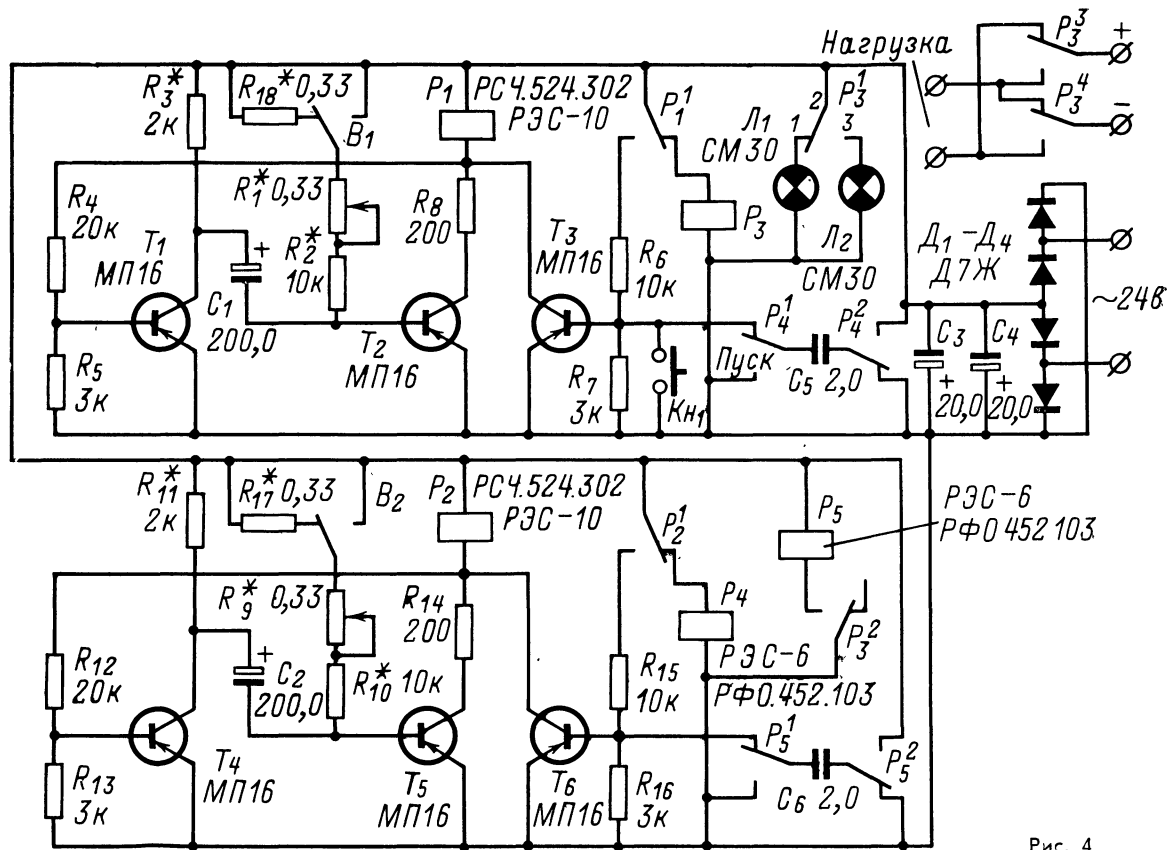 Нагрузка
P₃³
+
P₃⁴
−
R₃*
2к
R₁₈* 0,33
B₁
P₁
РСЧ.524.302
РЭС-10
P₁¹
2
P₃¹
Л₁
1
3
СМ30
R₄
20к
R₁* 0,33
R₂*
10к
R₈
200
T₁
МП16
T₃
МП16
R₆
10к
P₃
Л₂
СМ30
Д₁ – Д₄
Д7Ж
~24в
C₁
200,0
+
T₂
МП16
P₄¹
P₄²
R₅
3к
R₇
3к
Пуск
Кн₁
C₅ 2,0
C₃
+
20,0
C₄
+
20,0
R₁₁*
2к
R₁₇* 0,33
B₂
P₂
РСЧ.524.302
РЭС-10
P₂¹
P₅
РЭС-6
РФО 452 103
R₉* 0,33
R₁₄
200
P₄
P₃²
РЭС-6
РФО.452.103
R₁₂
20к
+
C₂
200,0
R₁₀* 10к
R₁₅
10к
T₄
МП16
T₅
МП16
T₆
МП16
P₅¹
P₅²
R₁₃
3к
R₁₆
3к
C₆ 2,0
Рис. 4